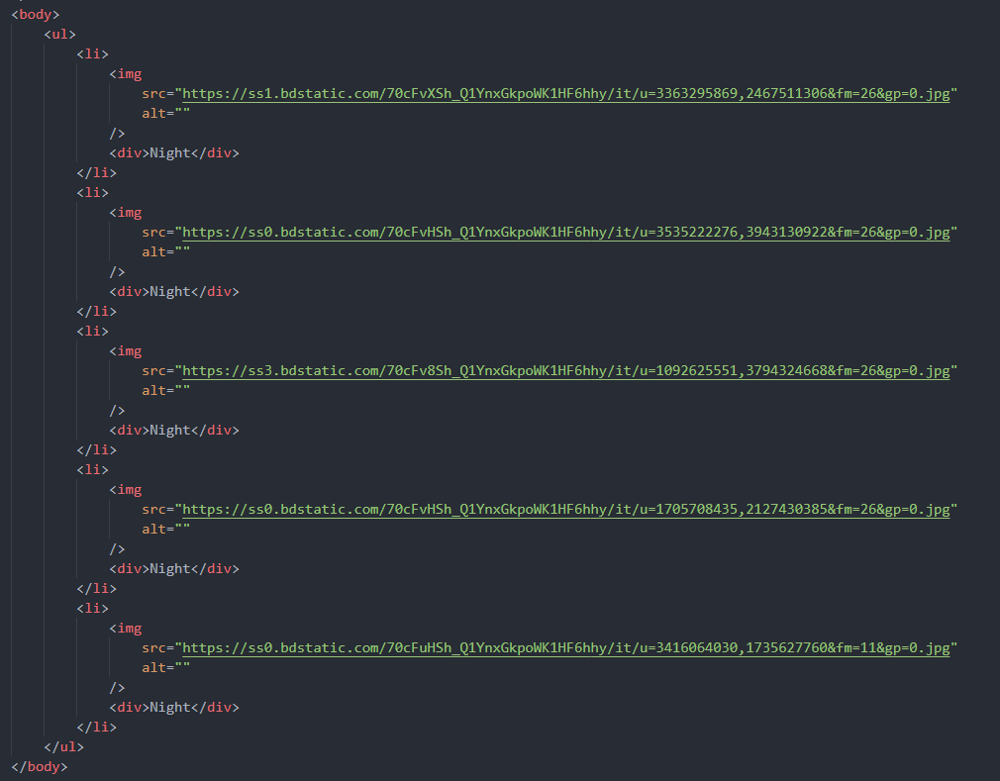 <body>
<ul>
<li>
<img
src="https://ss1.bdstatic.com/70cFvXSh_Q1YnxGkpoWK1HF6hhy/it/u=3363295869,2467511306&fm=26&gp=0.jpg"
alt=""
/>
<div>Night</div>
</li>
<li>
<img
src="https://ss0.bdstatic.com/70cFvHSh_Q1YnxGkpoWK1HF6hhy/it/u=3535222276,3943130922&fm=26&gp=0.jpg"
alt=""
/>
<div>Night</div>
</li>
<li>
<img
src="https://ss3.bdstatic.com/70cFv8Sh_Q1YnxGkpoWK1HF6hhy/it/u=1092625551,3794324668&fm=26&gp=0.jpg"
alt=""
/>
<div>Night</div>
</li>
<li>
<img
src="https://ss0.bdstatic.com/70cFvHSh_Q1YnxGkpoWK1HF6hhy/it/u=1705708435,2127430385&fm=26&gp=0.jpg"
alt=""
/>
<div>Night</div>
</li>
<li>
<img
src="https://ss0.bdstatic.com/70cFuHSh_Q1YnxGkpoWK1HF6hhy/it/u=3416064030,1735627760&fm=11&gp=0.jpg"
alt=""
/>
<div>Night</div>
</li>
</ul>
</body>